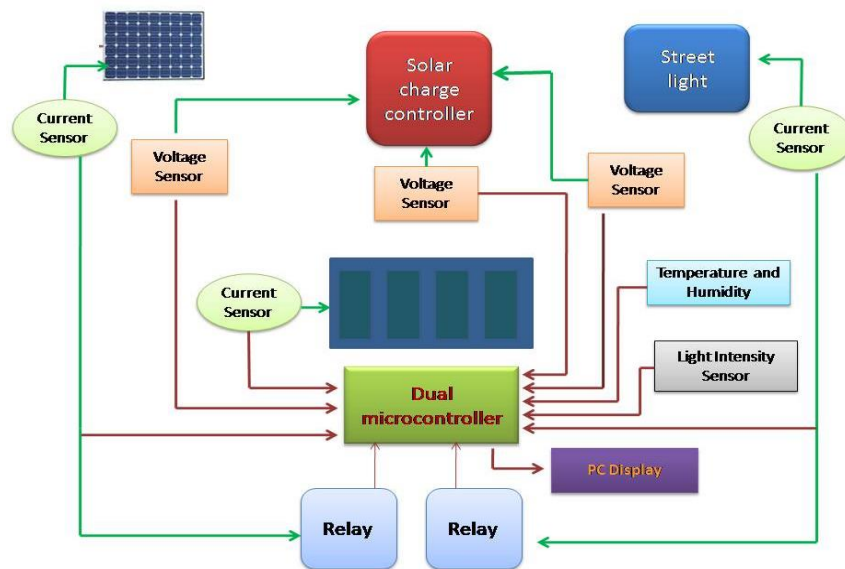 Solar
charge
controller
Street
light
Current
Sensor
Current
Sensor
Voltage
Sensor
Voltage
Sensor
Voltage
Sensor
Temperature and
Humidity
Current
Sensor
Light Intensity
Sensor
Dual
microcontroller
PC Display
Relay
Relay